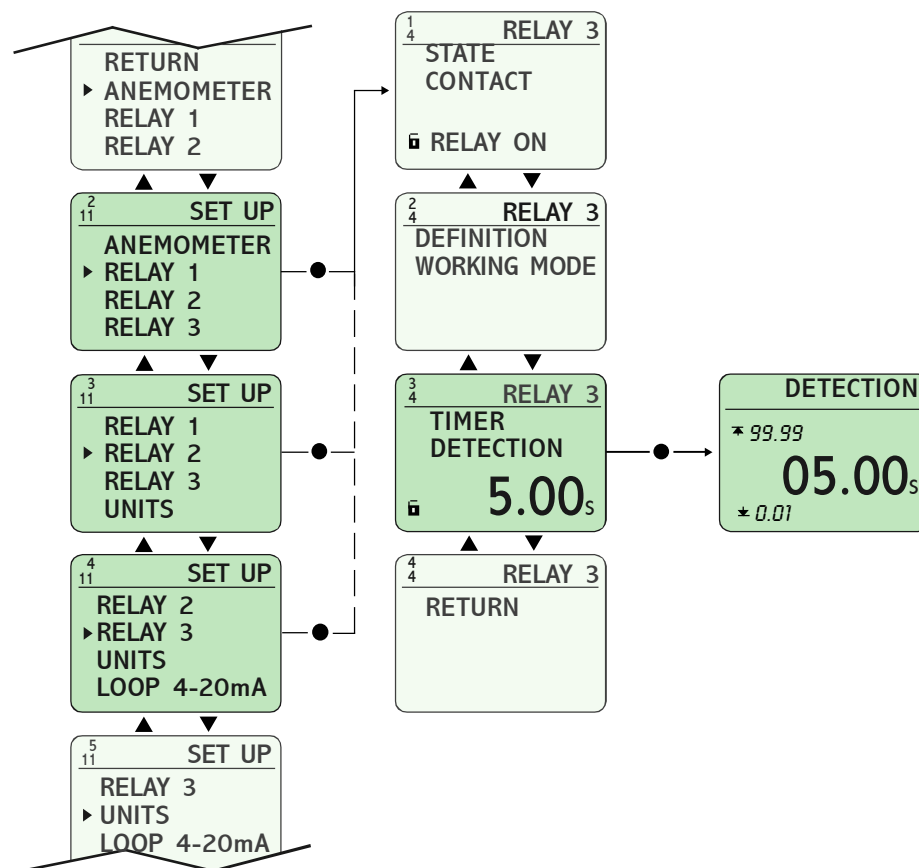 RETURN
ANEMOMETER
RELAY 1
RELAY 2
2
11
SET UP
ANEMOMETER
RELAY 1
RELAY 2
RELAY 3
3
11
SET UP
RELAY 1
RELAY 2
RELAY 3
UNITS
4
11
SET UP
RELAY 2
RELAY 3
UNITS
LOOP 4-20mA
5
11
SET UP
RELAY 3
UNITS
LOOP 4-20mA
1
4
RELAY 3
STATE
CONTACT
RELAY ON
2
4
RELAY 3
DEFINITION
WORKING MODE
3
4
RELAY 3
TIMER
DETECTION
5.00s
4
4
RELAY 3
RETURN
DETECTION
99.99
05.00s
0.01